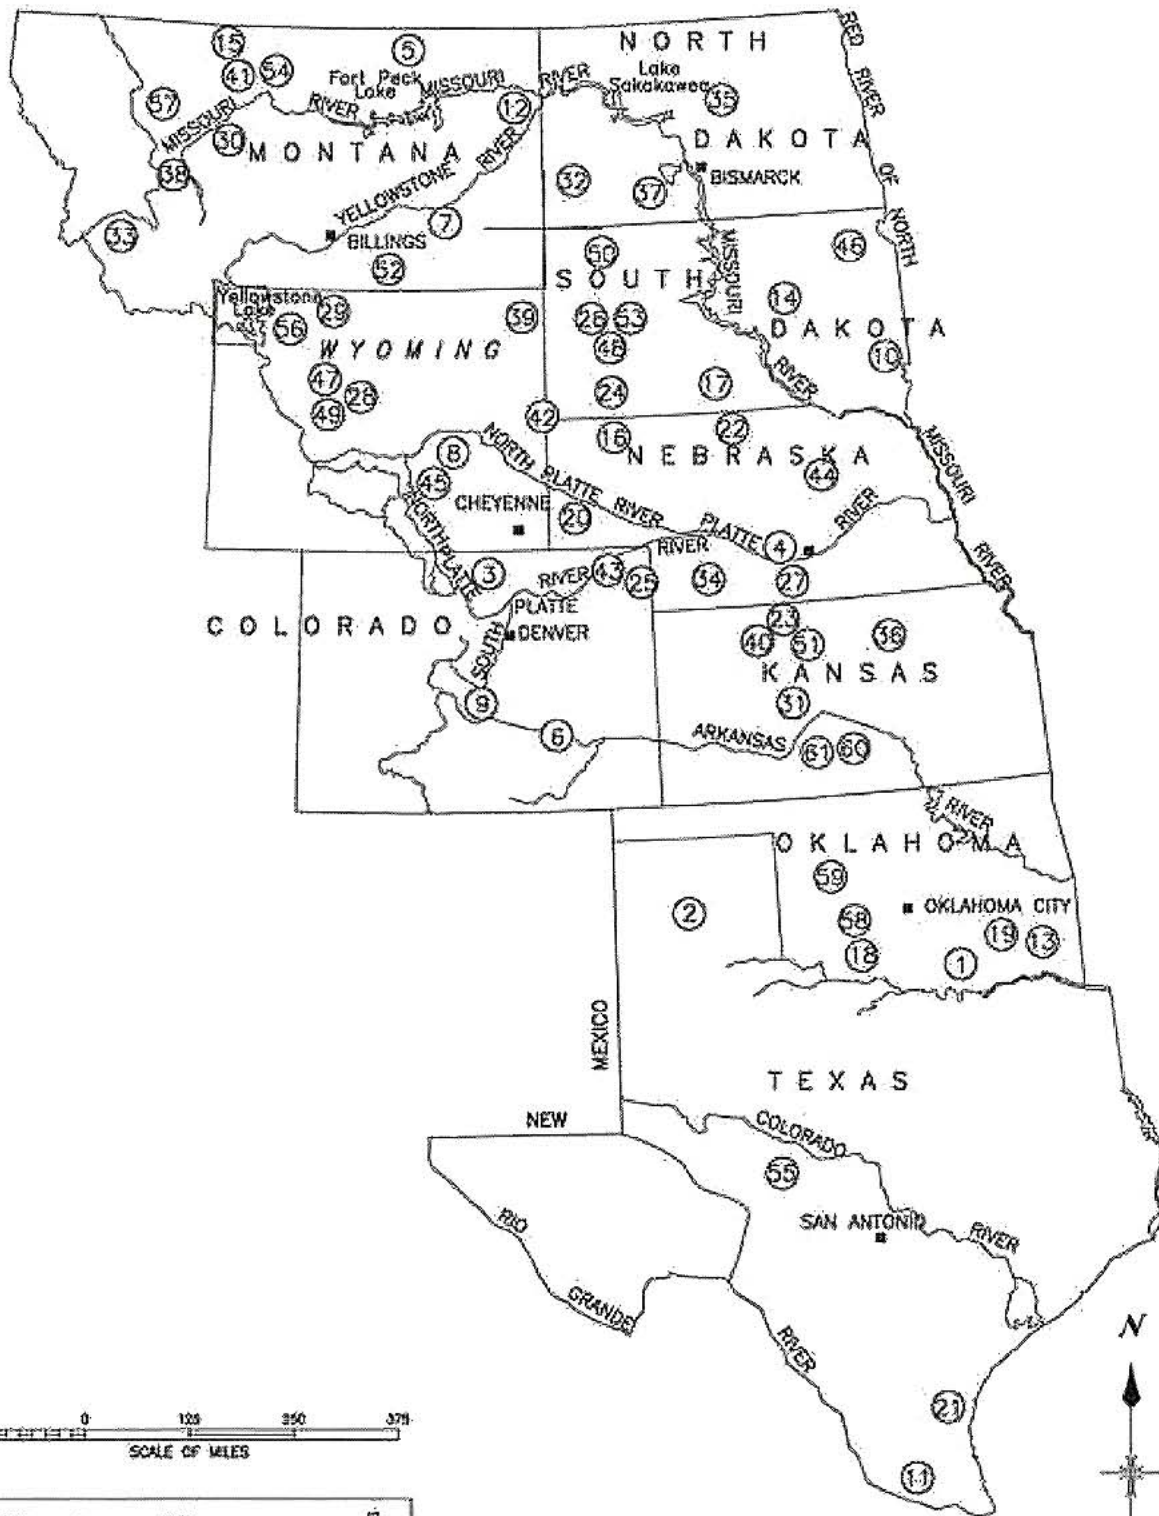 NORTH
RED
RIVER
OF
NORTH
15
5
41
54
Fort Peck
Lake
MISSOURI
RIVER
Lake
Sakakawea
35
57
MISSOURI
RIVER
12
30
MONTANA
RIVER
DAKOTA
BISMARCK
38
YELLOWSTONE
32
37
33
7
BILLINGS
52
50
MISSOURI
46
SOUTH
Yellowstone
Lake
29
56
39
26
53
14
DAKOTA
WYOMING
48
10
47
28
24
17
RIVER
49
42
16
22
MISSOURI
8
NORTH PLATTE RIVER
NEBRASKA
44
45
CHEYENNE
20
RIVER
NORTH PLATTE
PLATTE
4
RIVER
3
RIVER
43
25
34
27
RIVER
PLATTE
COLORADO
DENVER
23
40
51
36
SOUTH
KANSAS
9
31
6
ARKANSAS
61
60
RIVER
OKLAHOMA
59
2
58
OKLAHOMA CITY
18
19
13
1
MEXICO
TEXAS
NEW
COLORADO
55
RIO
SAN ANTONIO
RIVER
GRANDE
RIVER
N
21
0 125 250 375
SCALE OF MILES
11